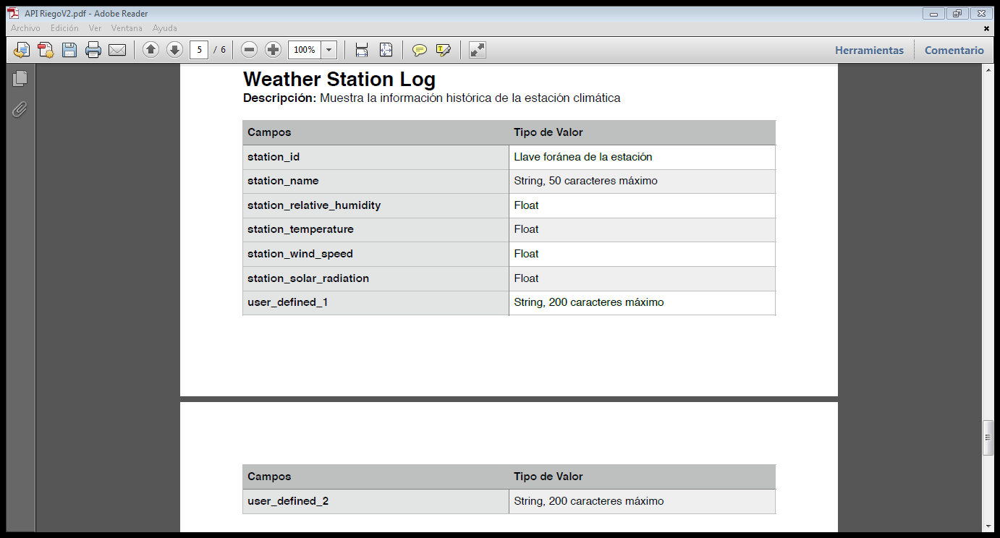 API RiegoV2.pdf - Adobe Reader
Archivo Edición Ver Ventana Ayuda
5 / 6 100% Herramientas Comentario
Weather Station Log
Descripción: Muestra la información histórica de la estación climática
Campos Tipo de Valor
station_id Llave foránea de la estación
station_name String, 50 caracteres máximo
station_relative_humidity Float
station_temperature Float
station_wind_speed Float
station_solar_radiation Float
user_defined_1 String, 200 caracteres máximo
Campos Tipo de Valor
user_defined_2 String, 200 caracteres máximo